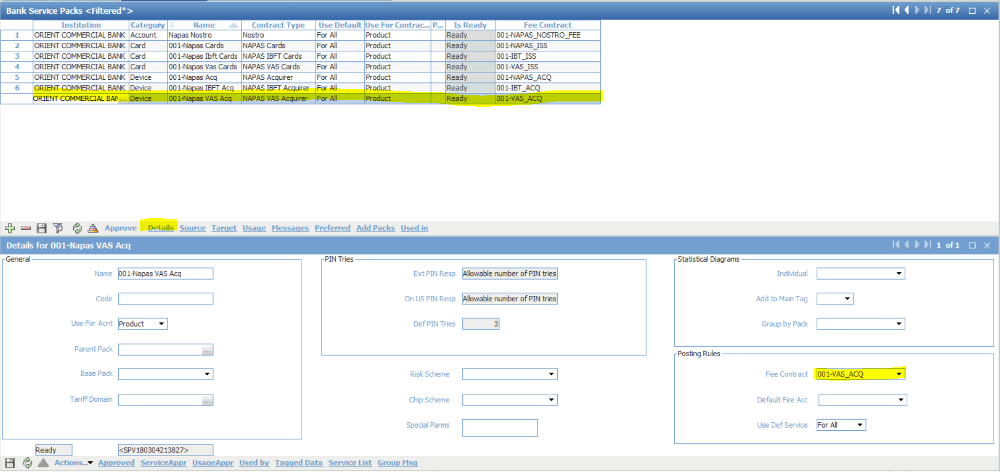 Bank Service Packs <Filtered*> 7 of 7
Institution Category 2 Name Contract Type Use Default Use For Contrac... P... Is Ready Fee Contract
1 ORIENT COMMERCIAL BANK Account Napas Nostro Nostro For All Product Ready 001-NAPAS_NOSTRO_FEE
2 ORIENT COMMERCIAL BANK Card 001-Napas Cards NAPAS Cards For All Product Ready 001-NAPAS_ISS
3 ORIENT COMMERCIAL BANK Card 001-Napas Ibft Cards NAPAS IBFT Cards For All Product Ready 001-IBT_ISS
4 ORIENT COMMERCIAL BANK Card 001-Napas Vas Cards NAPAS VAS Cards For All Product Ready 001-VAS_ISS
5 ORIENT COMMERCIAL BANK Device 001-Napas Acq NAPAS Acquirer For All Product Ready 001-NAPAS_ACQ
6 ORIENT COMMERCIAL BANK Device 001-Napas IBFT Acq NAPAS IBFT Acquirer For All Product Ready 001-IBT_ACQ
ORIENT COMMERCIAL BAN... Device 001-Napas VAS Acq NAPAS VAS Acquirer For All Product Ready 001-VAS_ACQ
Approve Details Source Target Usage Messages Preferred Add Packs Used in
Details for 001-Napas VAS Acq 1 of 1
General PIN Tries Statistical Diagrams
Name 001-Napas VAS Acq Ext PIN Resp Allowable number of PIN tries Individual
Code On US PIN Resp Allowable number of PIN tries Add to Main Tag
Use For Acnt Product Def PIN Tries 3 Group by Pack
Parent Pack ... Posting Rules
Base Pack Risk Scheme Fee Contract 001-VAS_ACQ
Tariff Domain ... Chip Scheme Default Fee Acc
Special Parms Use Def Service For All
Ready <SPV180304213827>
Actions... Approved ServiceAppr UsageAppr Used by Tagged Data Service List Group Msg